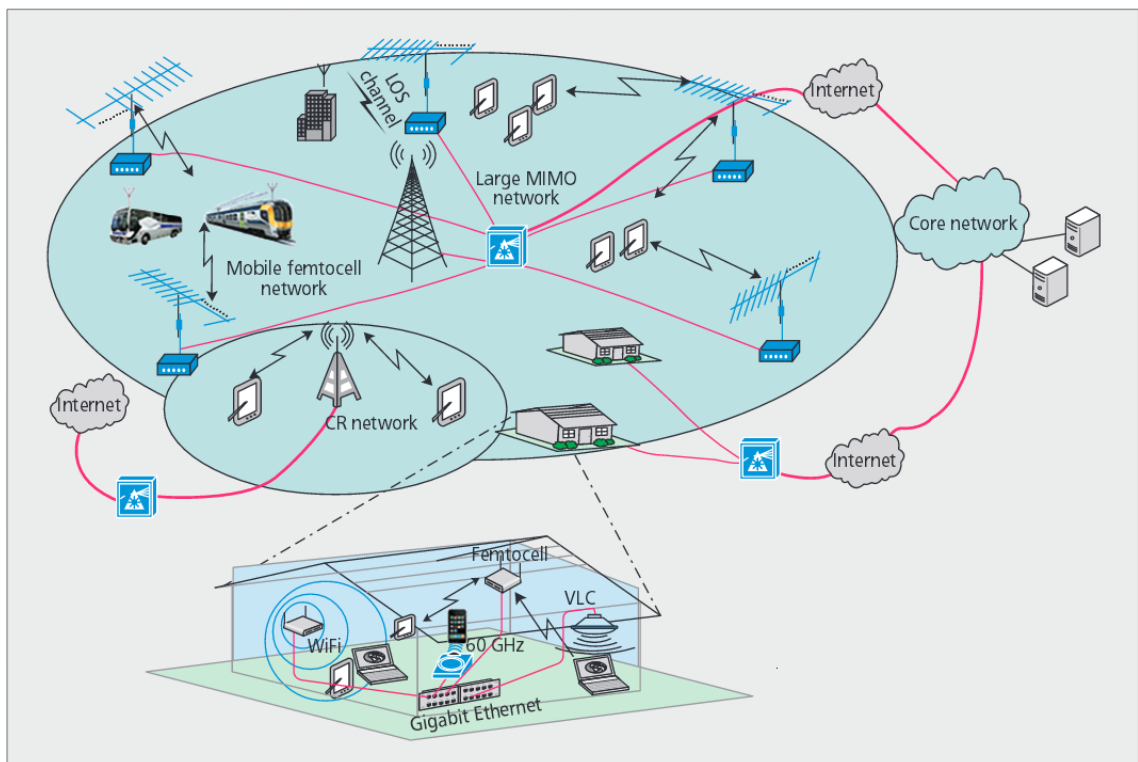 LOS
channel
Internet
Large MIMO
network
Core network
Mobile femtocell
network
Internet
CR network
Internet
Femtocell
VLC
WiFi
60 GHz
Gigabit Ethernet